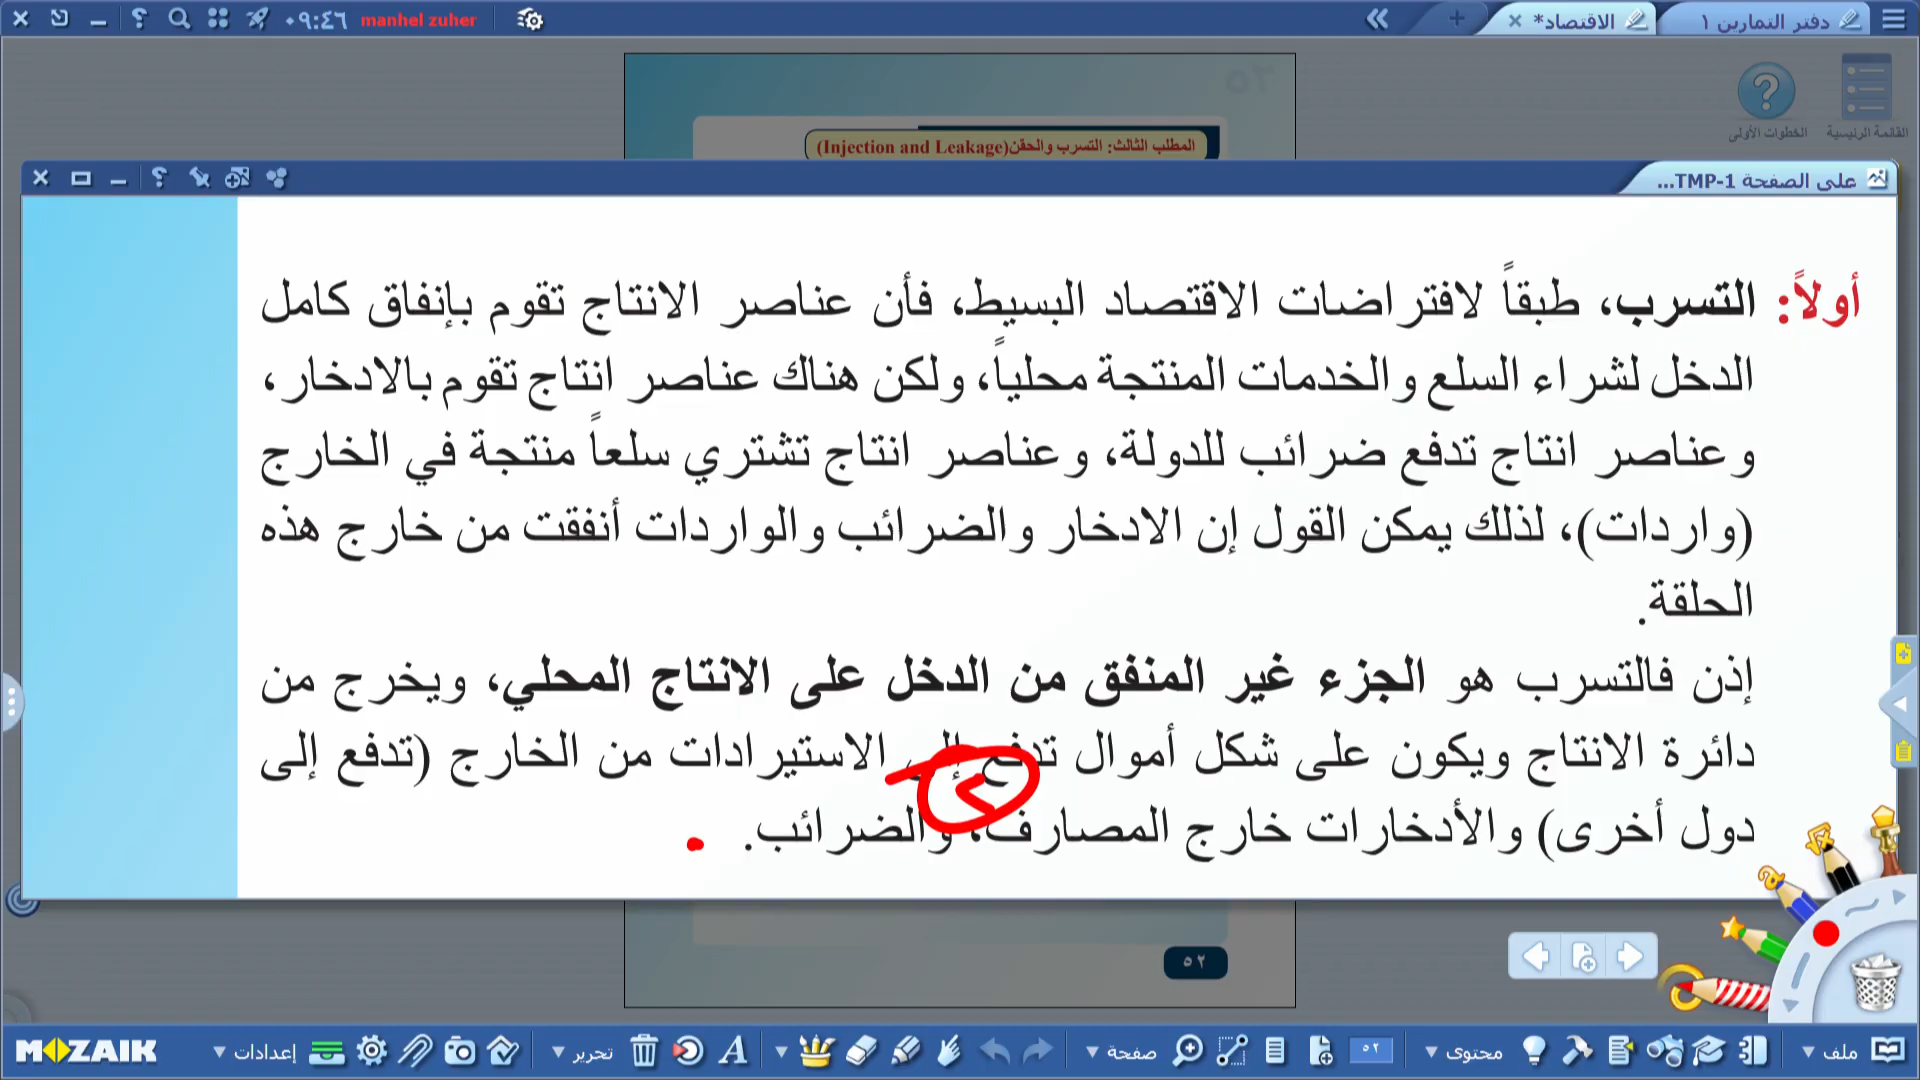 manhel zuher
٠٩:٤٦
الاقتصاد*
دفتر التمارين ١
القائمة الرئيسية
الخطوات الأولى
المطلب الثالث: التسرب والحقن(Injection and Leakage)
على الصفحة TMP-1...
أولاً: التسرب، طبقاً لافتراضات الاقتصاد البسيط، فأن عناصر الانتاج تقوم بإنفاق كامل
الدخل لشراء السلع والخدمات المنتجة محلياً، ولكن هناك عناصر انتاج تقوم بالادخار،
وعناصر انتاج تدفع ضرائب للدولة، وعناصر انتاج تشتري سلعاً منتجة في الخارج
(واردات)، لذلك يمكن القول إن الادخار والضرائب والواردات أنفقت من خارج هذه
الحلقة.
إذن فالتسرب هو الجزء غير المنفق من الدخل على الانتاج المحلي، ويخرج من
دائرة الانتاج ويكون على شكل أموال تدفع إلى الاستيرادات من الخارج (تدفع إلى
دول أخرى) والأدخارات خارج المصارف، والضرائب.
٥٢
MOZAIK
إعدادات
تحرير
صفحة
٥٢
محتوى
ملف